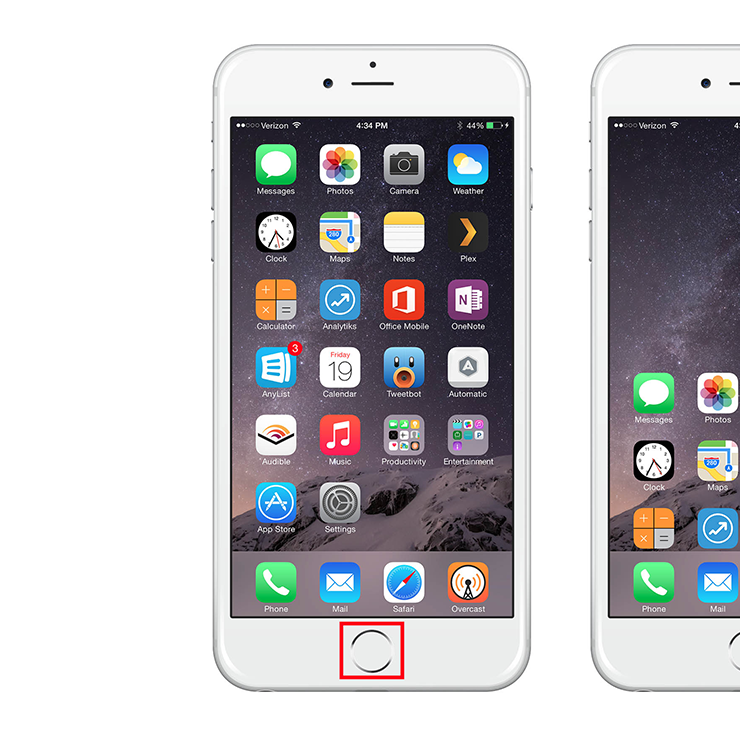 Verizon 4:34 PM 44%
Messages Photos Camera Weather
280
Clock Maps Notes Plex
Calculator Analytiks Office Mobile OneNote
3
Friday
19
AnyList Calendar Tweetbot Automatic
Audible Music Productivity Entertainment
App Store Settings
Phone Mail Safari Overcast
Verizon
Messages Photos
280
Clock Maps
Phone Mail